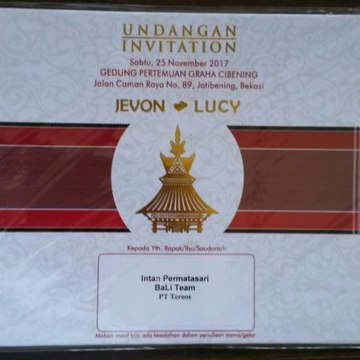 UNDANGAN
INVITATION
Sabtu, 25 November 2017
GEDUNG PERTEMUAN GRAHA CIBENING
Jalan Caman Raya No. 89, Jatibening, Bekasi
JEVON LUCY
Kepada Yth. Bapak/Ibu/Saudara/i:
Intan Permatasari
BaLi Team
PT Tereos
Mohon maaf bila ada kesalahan dalam penulisan nama/gelar